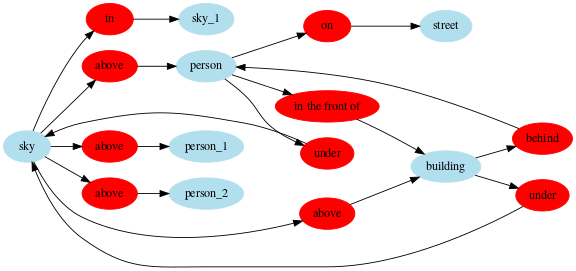 in
sky_1
on
street
above
person
in the front of
sky
above
person_1
under
behind
building
above
person_2
under
above